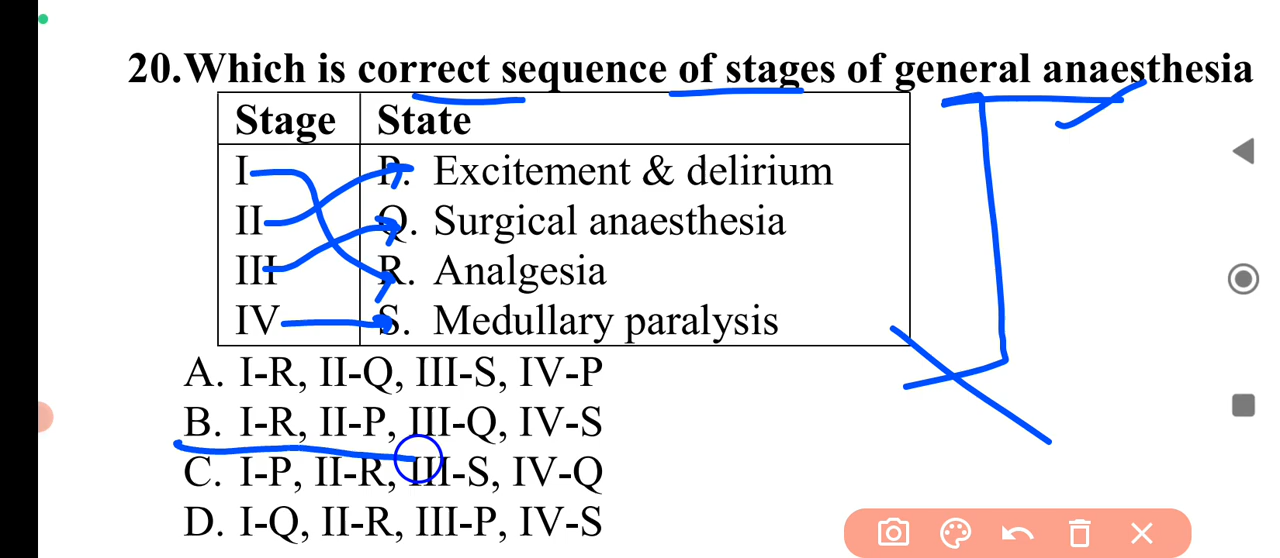 20.Which is correct sequence of stages of general anaesthesia
Stage State
I P. Excitement & delirium
II Q. Surgical anaesthesia
III R. Analgesia
IV S. Medullary paralysis
A. I-R, II-Q, III-S, IV-P
B. I-R, II-P, III-Q, IV-S
C. I-P, II-R, III-S, IV-Q
D. I-Q, II-R, III-P, IV-S